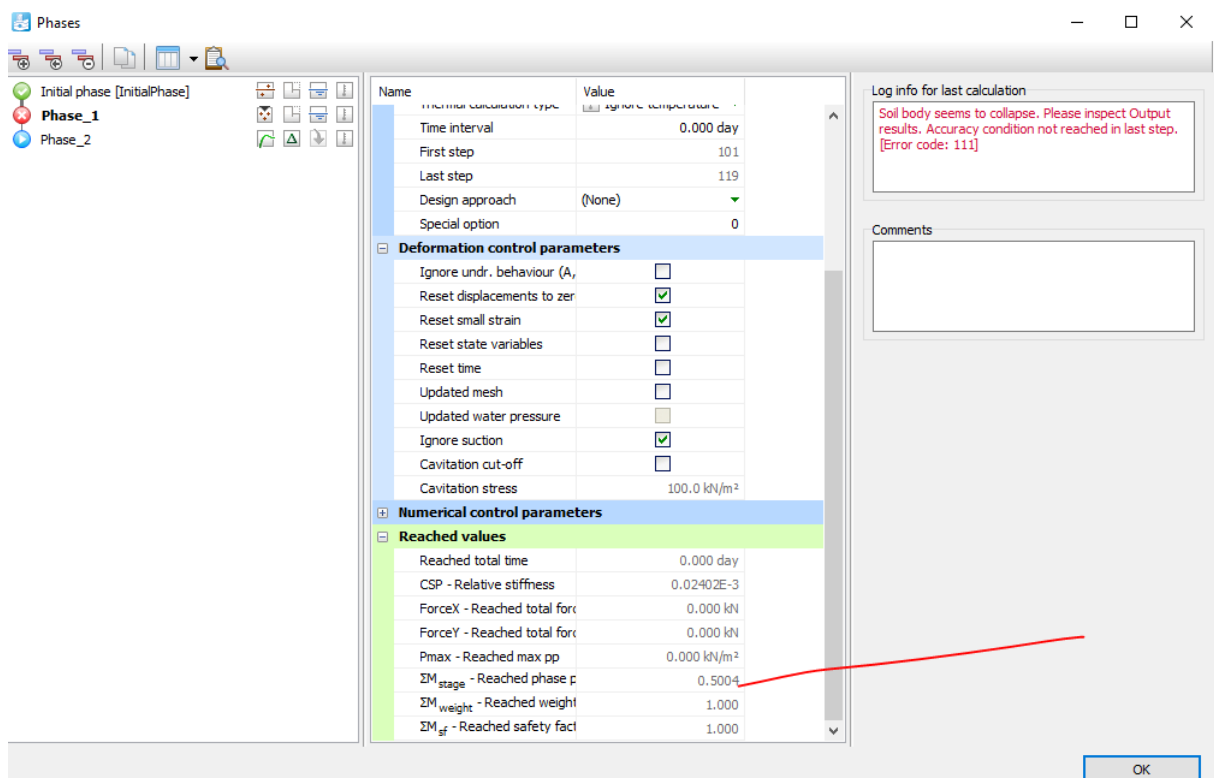 Phases
Initial phase [InitialPhase]
Phase_1
Phase_2
Name Value
Thermal calculation type Ignore temperature
Time interval 0.000 day
First step 101
Last step 119
Design approach (None)
Special option 0
Deformation control parameters
Ignore undr. behaviour (A,
Reset displacements to zer
Reset small strain
Reset state variables
Reset time
Updated mesh
Updated water pressure
Ignore suction
Cavitation cut-off
Cavitation stress 100.0 kN/m²
Numerical control parameters
Reached values
Reached total time 0.000 day
CSP - Relative stiffness 0.02402E-3
ForceX - Reached total forc 0.000 kN
ForceY - Reached total forc 0.000 kN
Pmax - Reached max pp 0.000 kN/m²
ΣMstage - Reached phase p 0.5004
ΣMweight - Reached weight 1.000
ΣMsf - Reached safety fact 1.000
Log info for last calculation
Soil body seems to collapse. Please inspect Output
results. Accuracy condition not reached in last step.
[Error code: 111]
Comments
OK